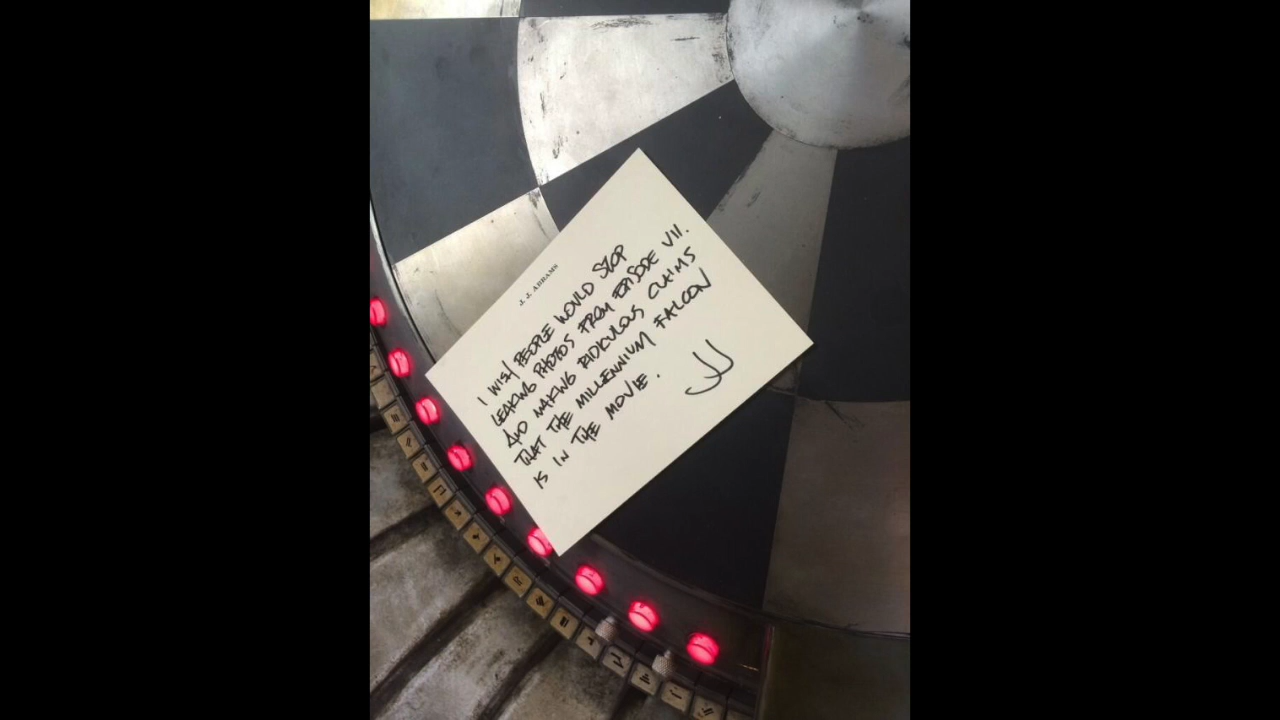 J. J. ABRAMS
I WISH PEOPLE WOULD STOP
LEAKING PHOTOS FROM EPISODE VII.
AND MAKING RIDICULOUS CLAIMS
THAT THE MILLENNIUM FALCON
IS IN THE MOVIE.
JJ